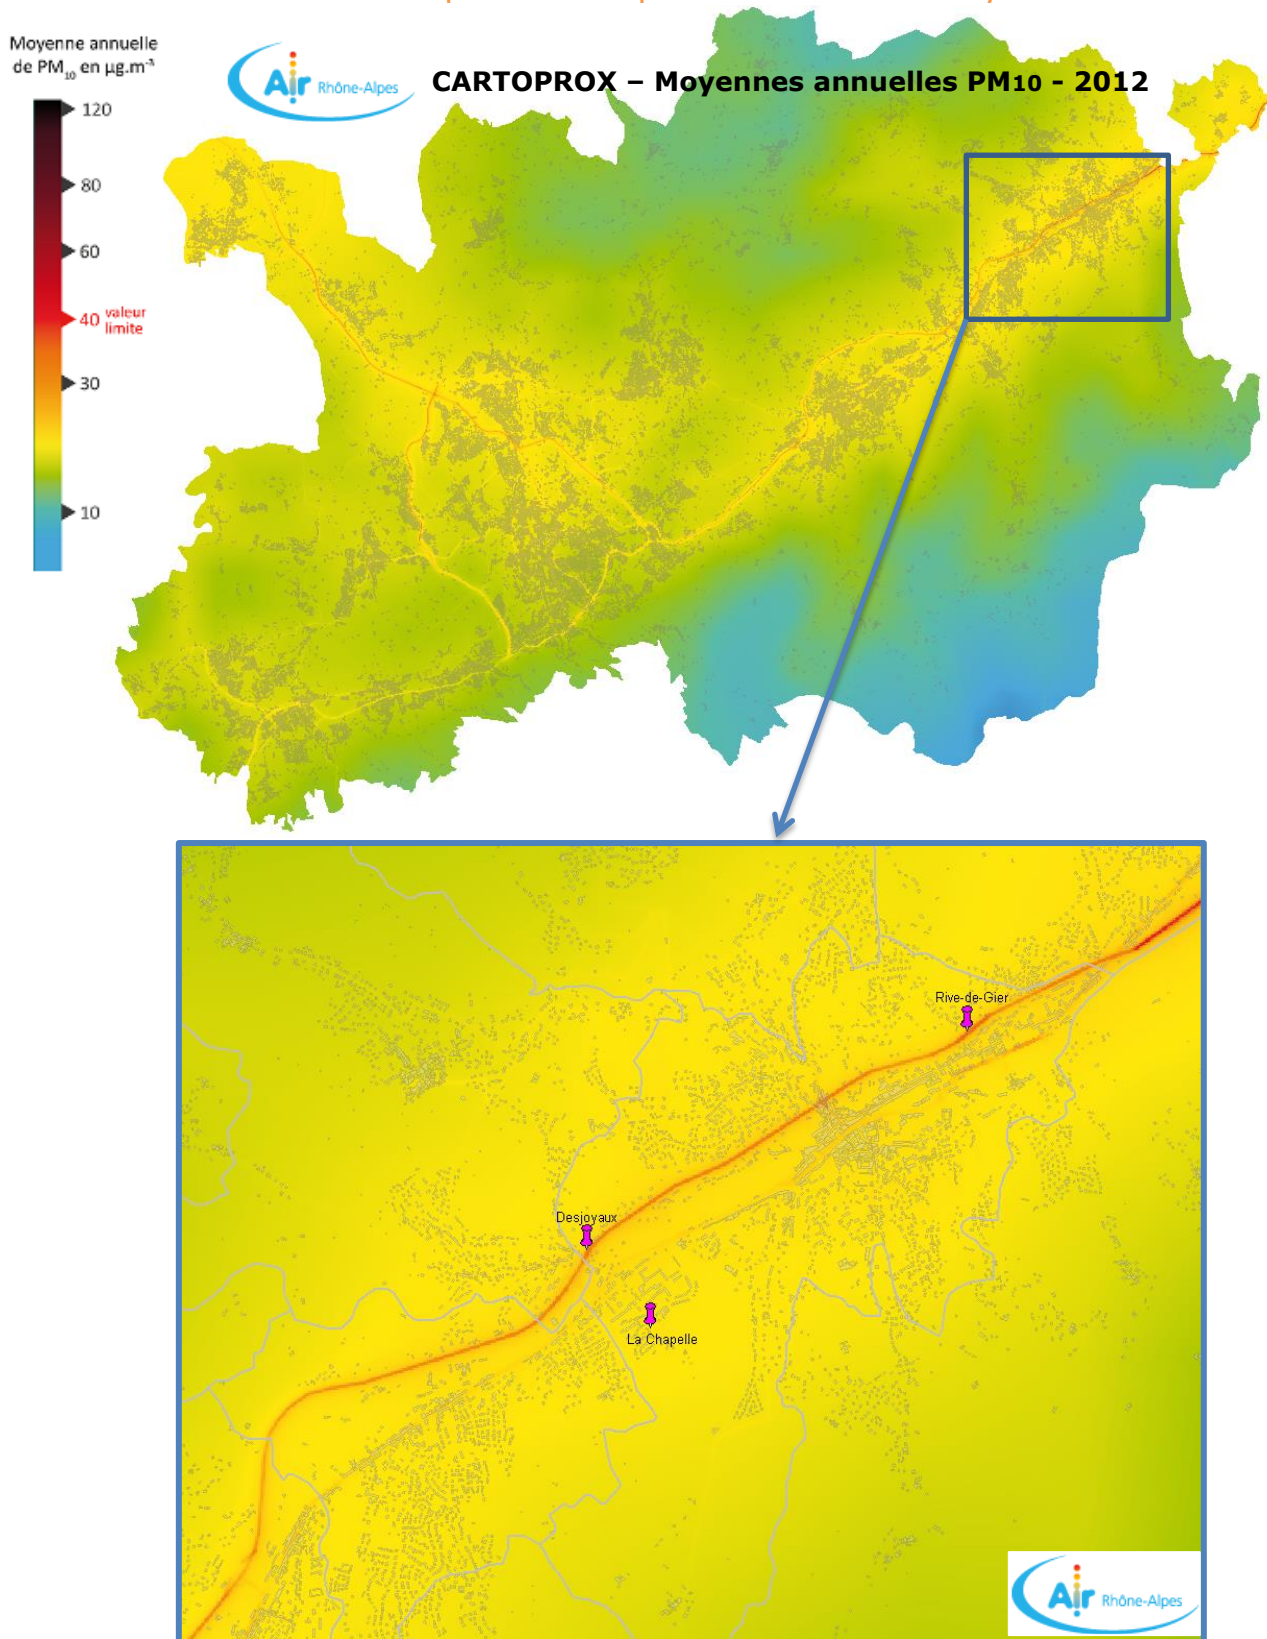 Moyenne annuelle
de PM10 en µg.m-3
120
80
60
40 valeur
limite
30
10
Air Rhône-Alpes
CARTOPROX – Moyennes annuelles PM10 - 2012
Rive-de-Gier
Desjoyaux
La Chapelle
Air Rhône-Alpes